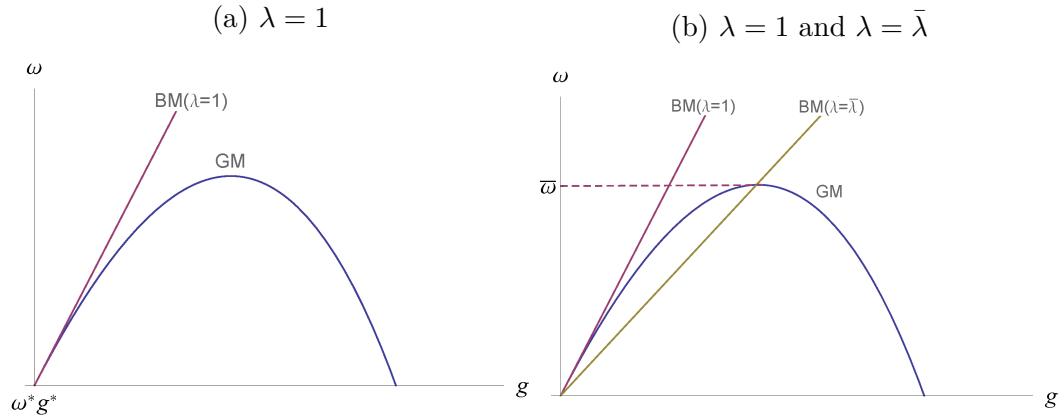 (a) λ = 1
ω
BM(λ=1)
GM
g
ω*g*
(b) λ = 1 and λ = λ̄
ω
BM(λ=1)
BM(λ=λ̄)
ω̄
GM
g